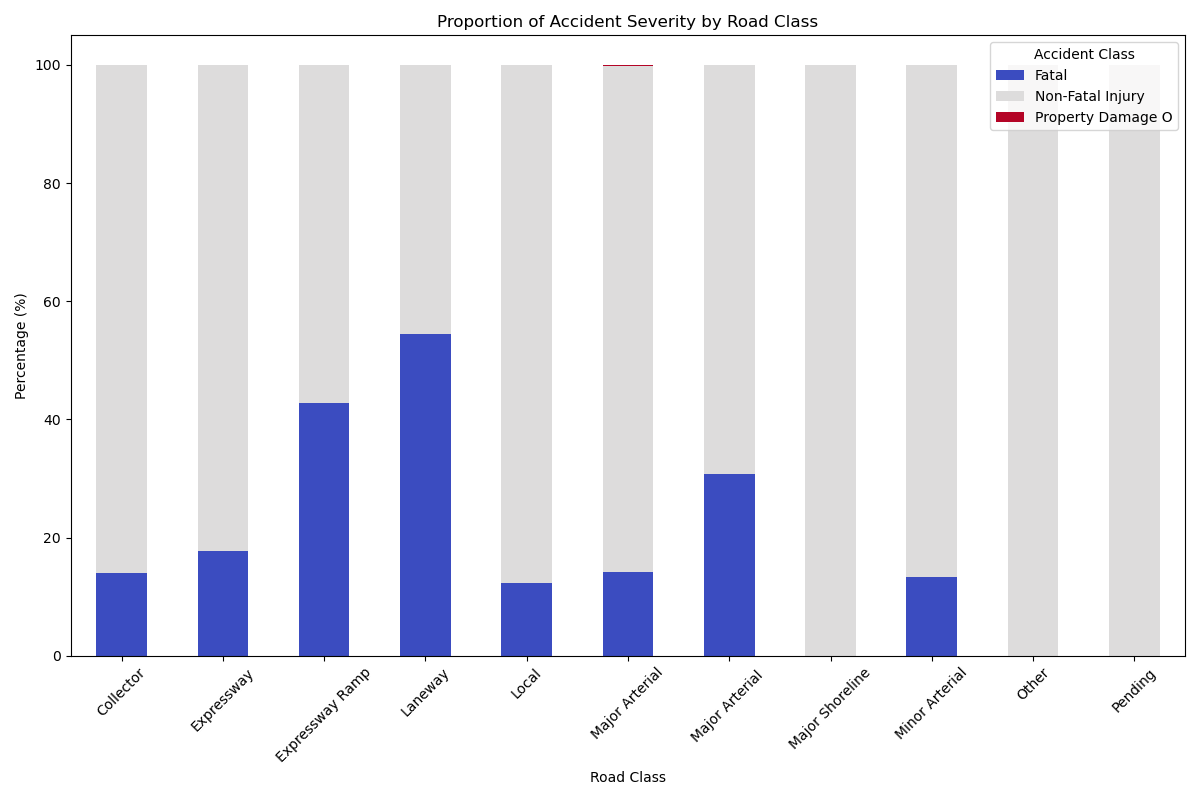 Proportion of Accident Severity by Road Class
Accident Class
Fatal
Non-Fatal Injury
Property Damage O
Percentage (%)
100
80
60
40
20
0
Collector
Expressway
Expressway Ramp
Laneway
Local
Major Arterial
Major Arterial
Major Shoreline
Minor Arterial
Other
Pending
Road Class